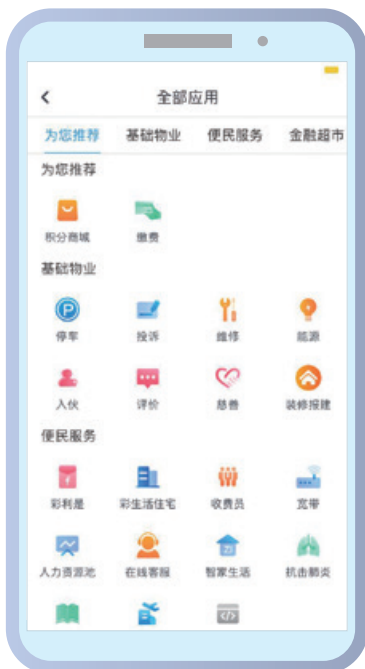 全部应用
为您推荐 基础物业 便民服务 金融超市
为您推荐
积分商城 缴费
基础物业
P
停车 投诉 维修 能源
入伙 评价 慈善 装修报建
便民服务
彩利是 彩生活住宅 收费员 宽带
人力资源池 在线客服 智家生活 抗击肺炎